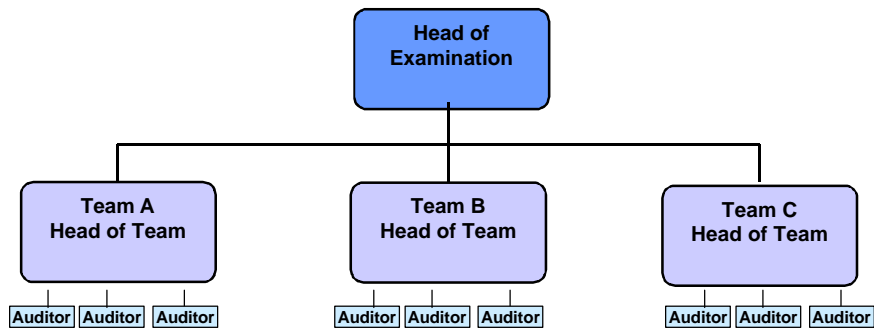 Head of
Examination
Team A
Head of Team
Team B
Head of Team
Team C
Head of Team
Auditor Auditor Auditor Auditor Auditor Auditor Auditor Auditor Auditor